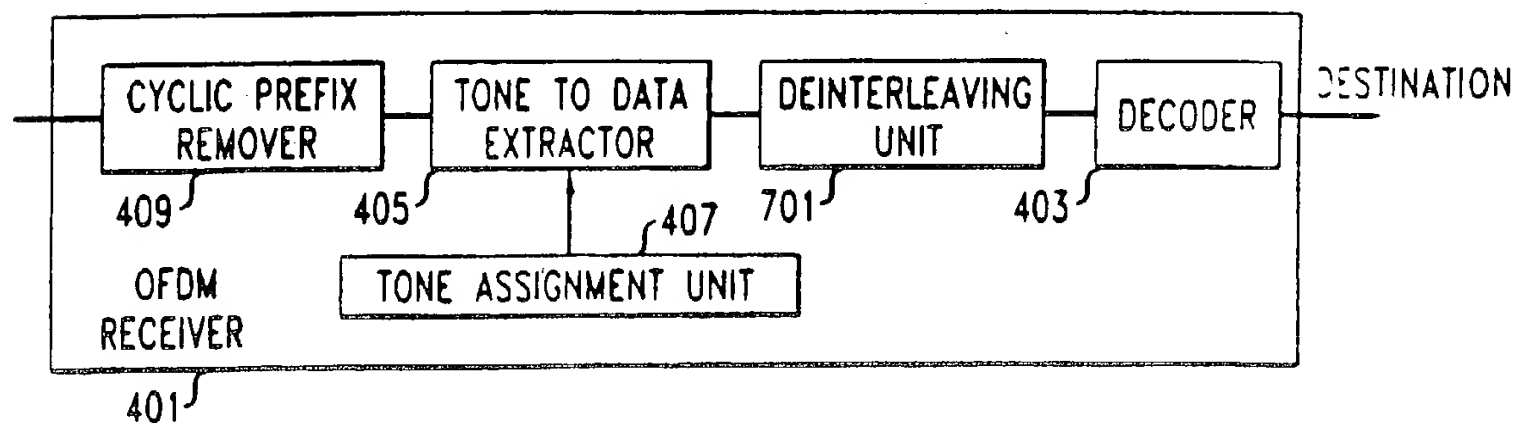 CYCLIC PREFIX
REMOVER
TONE TO DATA
EXTRACTOR
DEINTERLEAVING
UNIT
DECODER
DESTINATION
409
405
701
403
407
TONE ASSIGNMENT UNIT
OFDM
RECEIVER
401